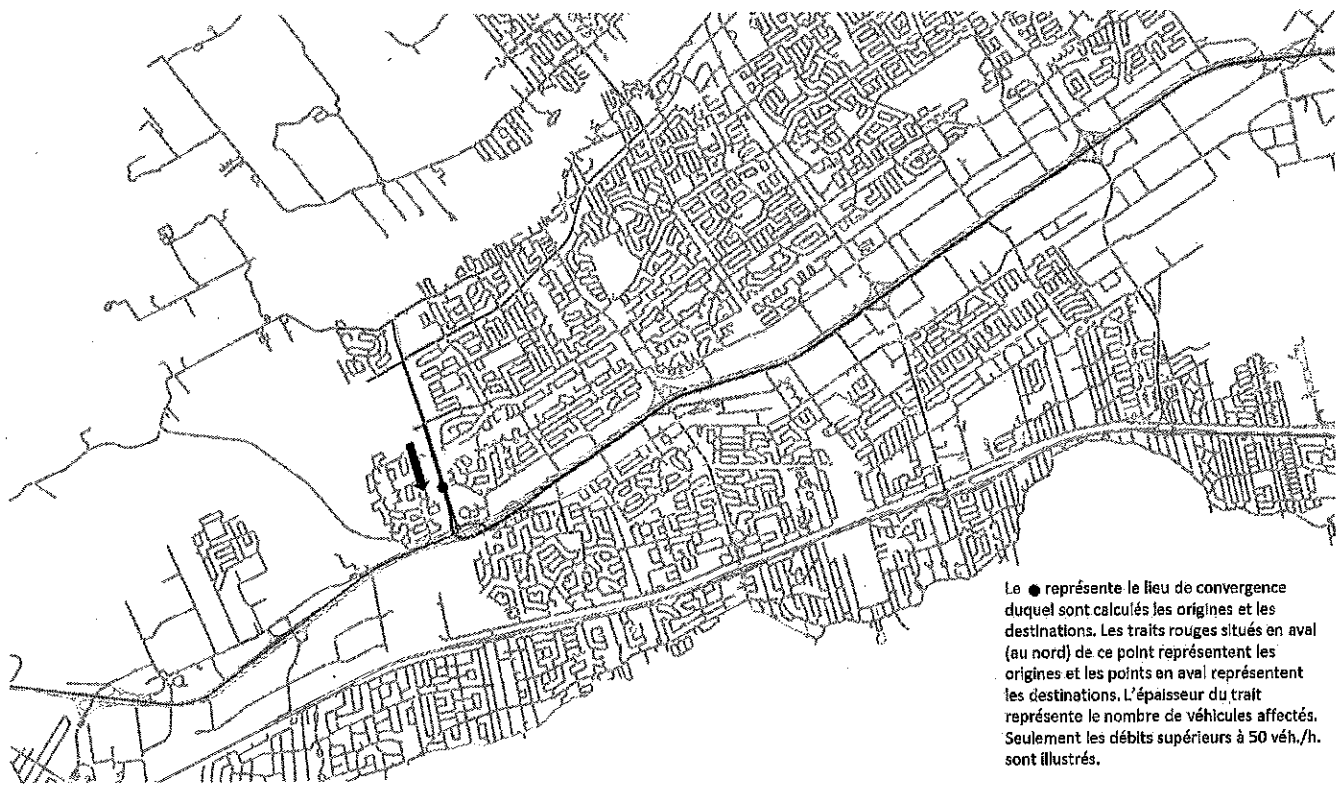 Le ● représente le lieu de convergence
duquel sont calculés les origines et les
destinations. Les traits rouges situés en aval
(au nord) de ce point représentent les
origines et les points en aval représentent
les destinations. L'épaisseur du trait
représente le nombre de véhicules affectés.
Seulement les débits supérieurs à 50 véh./h.
sont illustrés.